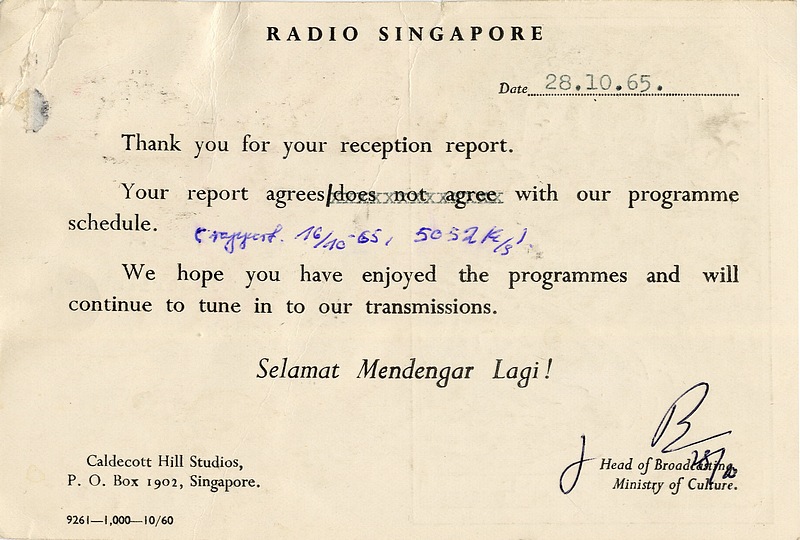 RADIO SINGAPORE
Date 28.10.65.
Thank you for your reception report.
Your report agrees/does not agree with our programme
schedule.
(rapport. 16/10-65, 5052 K/s)
We hope you have enjoyed the programmes and will
continue to tune in to our transmissions.
Selamat Mendengar Lagi!
Caldecott Hill Studios,
P. O. Box 1902, Singapore.
Head of Broadcasting,
Ministry of Culture.
9261—1,000—10/60